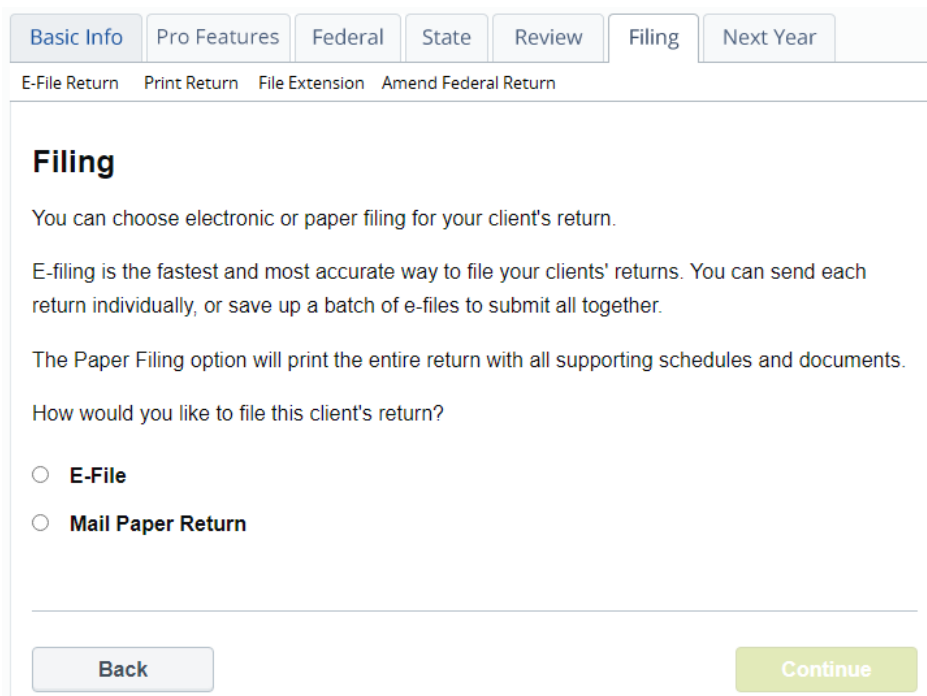 Basic Info Pro Features Federal State Review Filing Next Year
E-File Return Print Return File Extension Amend Federal Return
Filing
You can choose electronic or paper filing for your client's return.
E-filing is the fastest and most accurate way to file your clients' returns. You can send each
return individually, or save up a batch of e-files to submit all together.
The Paper Filing option will print the entire return with all supporting schedules and documents.
How would you like to file this client's return?
E-File
Mail Paper Return
Back Continue